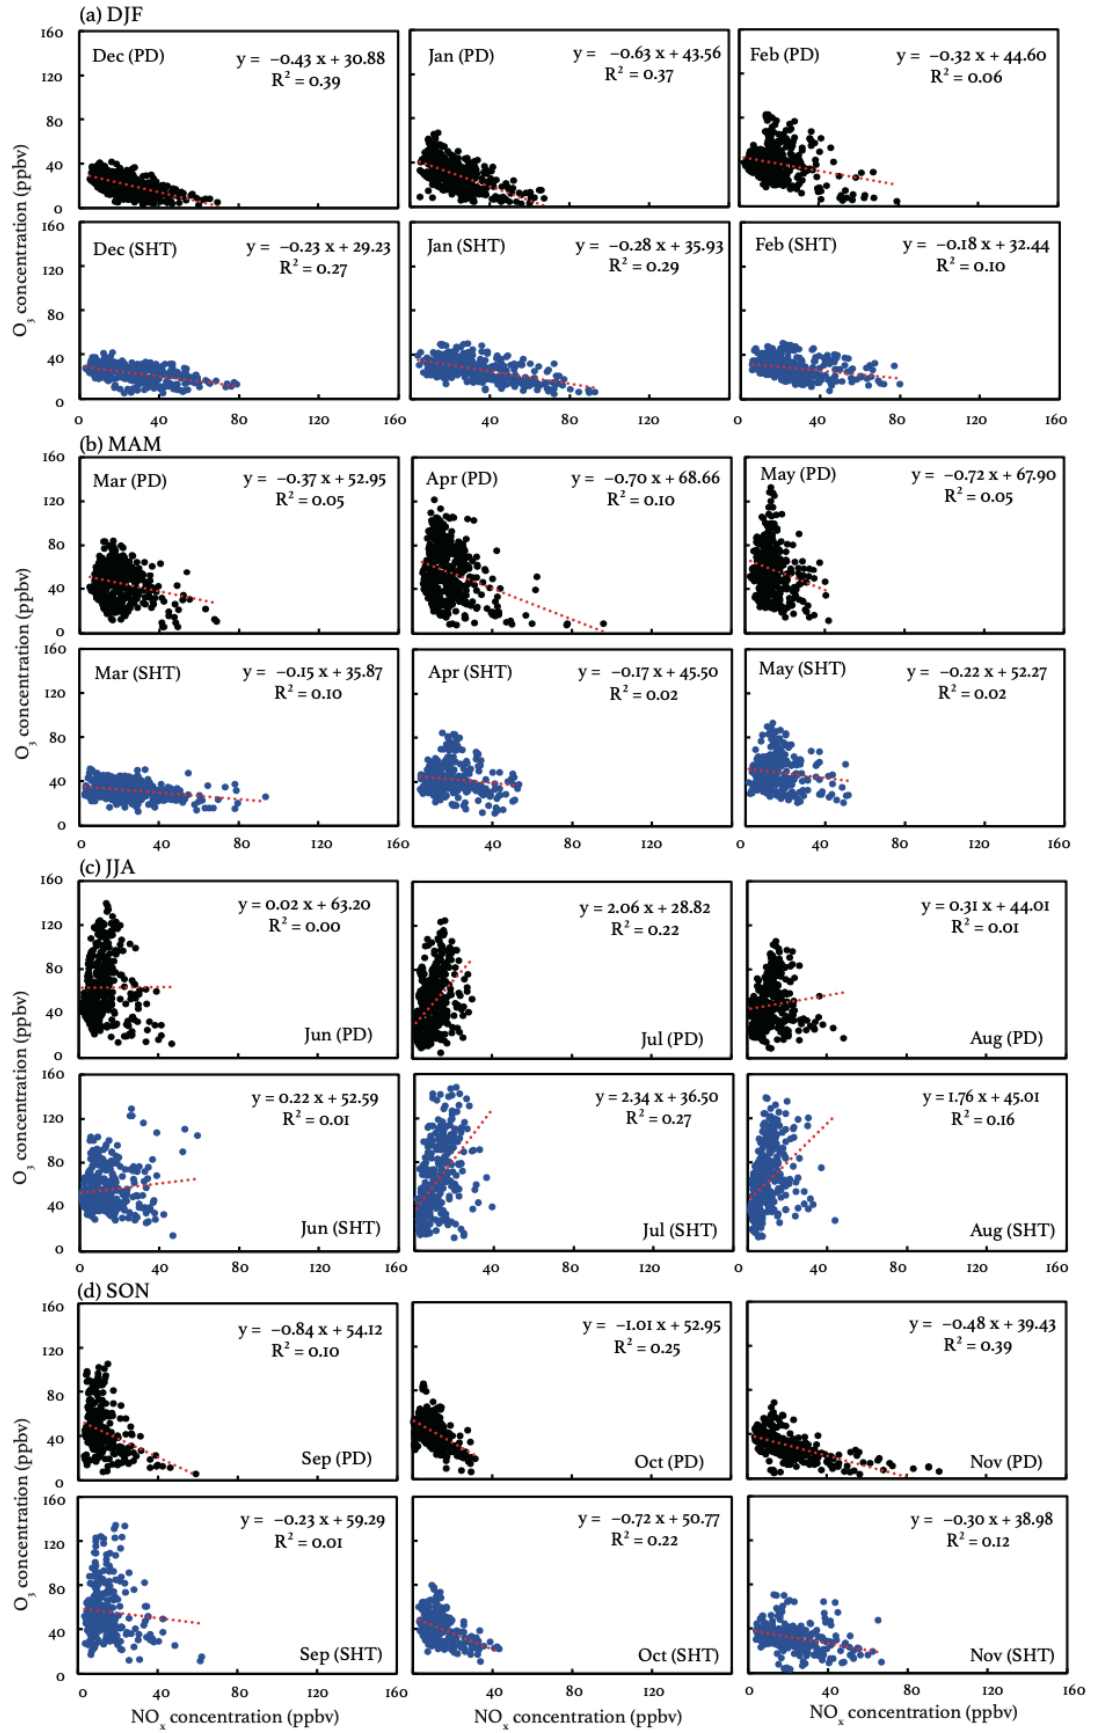 (a) DJF
160
120
80
40
0
Dec (PD)
y = −0.43 x + 30.88
R² = 0.39
Jan (PD)
y = −0.63 x + 43.56
R² = 0.37
Feb (PD)
y = −0.32 x + 44.60
R² = 0.06
O₃ concentration (ppbv)
160
120
80
40
0
Dec (SHT)
y = −0.23 x + 29.23
R² = 0.27
Jan (SHT)
y = −0.28 x + 35.93
R² = 0.29
Feb (SHT)
y = −0.18 x + 32.44
R² = 0.10
0 40 80 120 160 40 80 120 0 40 80 120 160
(b) MAM
160
120
80
40
0
Mar (PD)
y = −0.37 x + 52.95
R² = 0.05
Apr (PD)
y = −0.70 x + 68.66
R² = 0.10
May (PD)
y = −0.72 x + 67.90
R² = 0.05
O₃ concentration (ppbv)
160
120
80
40
0
Mar (SHT)
y = −0.15 x + 35.87
R² = 0.10
Apr (SHT)
y = −0.17 x + 45.50
R² = 0.02
May (SHT)
y = −0.22 x + 52.27
R² = 0.02
0 40 80 120 160 40 80 120 0 40 80 120 160
(c) JJA
160
120
80
40
0
y = 0.02 x + 63.20
R² = 0.00
Jun (PD)
y = 2.06 x + 28.82
R² = 0.22
Jul (PD)
y = 0.31 x + 44.01
R² = 0.01
Aug (PD)
O₃ concentration (ppbv)
160
120
80
40
0
y = 0.22 x + 52.59
R² = 0.01
Jun (SHT)
y = 2.34 x + 36.50
R² = 0.27
Jul (SHT)
y = 1.76 x + 45.01
R² = 0.16
Aug (SHT)
0 40 80 120 160 40 80 120 0 40 80 120 160
(d) SON
160
120
80
40
0
y = −0.84 x + 54.12
R² = 0.10
Sep (PD)
y = −1.01 x + 52.95
R² = 0.25
Oct (PD)
y = −0.48 x + 39.43
R² = 0.39
Nov (PD)
O₃ concentration (ppbv)
160
120
80
40
0
y = −0.23 x + 59.29
R² = 0.01
Sep (SHT)
y = −0.72 x + 50.77
R² = 0.22
Oct (SHT)
y = −0.30 x + 38.98
R² = 0.12
Nov (SHT)
0 40 80 120 160 40 80 120 0 40 80 120 160
NOₓ concentration (ppbv)
NOₓ concentration (ppbv)
NOₓ concentration (ppbv)